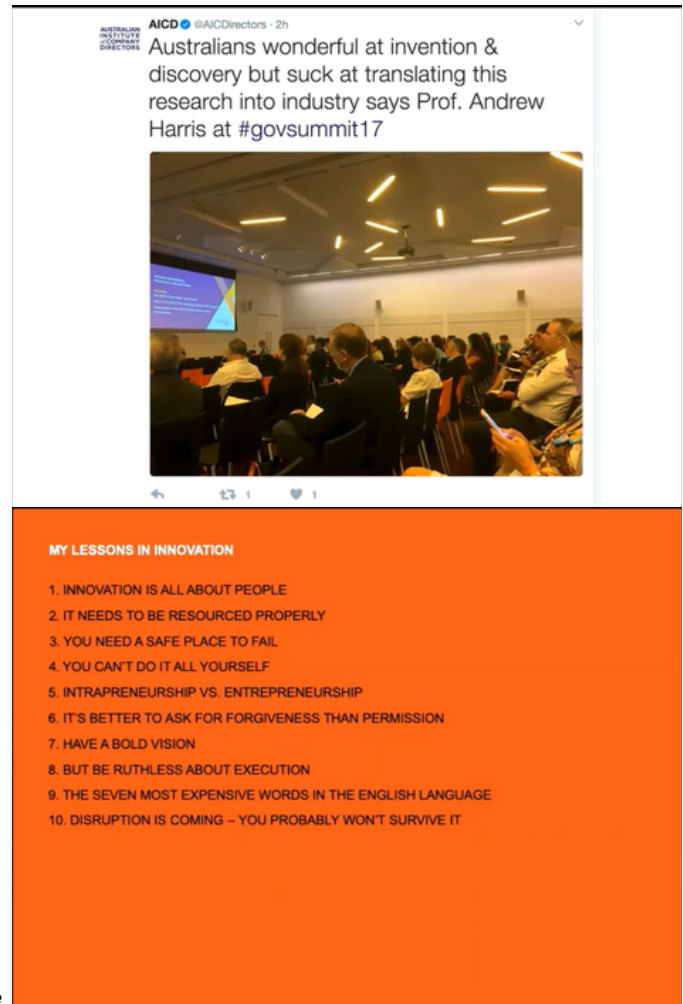 AUSTRALIAN
INSTITUTE
of COMPANY
DIRECTORS
AICD @AICDirectors · 2h
Australians wonderful at invention &
discovery but suck at translating this
research into industry says Prof. Andrew
Harris at #govsummit17
1 1
MY LESSONS IN INNOVATION
1. INNOVATION IS ALL ABOUT PEOPLE
2. IT NEEDS TO BE RESOURCED PROPERLY
3. YOU NEED A SAFE PLACE TO FAIL
4. YOU CAN'T DO IT ALL YOURSELF
5. INTRAPRENEURSHIP VS. ENTREPRENEURSHIP
6. IT'S BETTER TO ASK FOR FORGIVENESS THAN PERMISSION
7. HAVE A BOLD VISION
8. BUT BE RUTHLESS ABOUT EXECUTION
9. THE SEVEN MOST EXPENSIVE WORDS IN THE ENGLISH LANGUAGE
10. DISRUPTION IS COMING – YOU PROBABLY WON'T SURVIVE IT